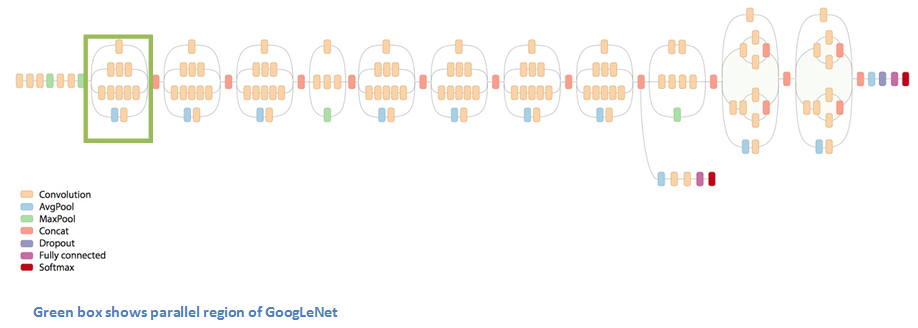 Convolution
AvgPool
MaxPool
Concat
Dropout
Fully connected
Softmax
Green box shows parallel region of GoogLeNet